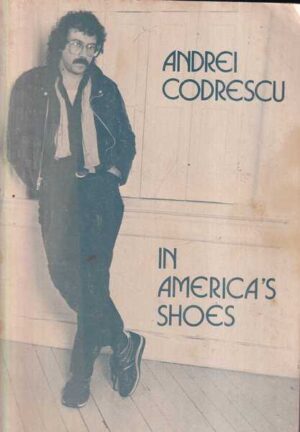 ANDREI
CODRESCU
IN
AMERICA'S
SHOES